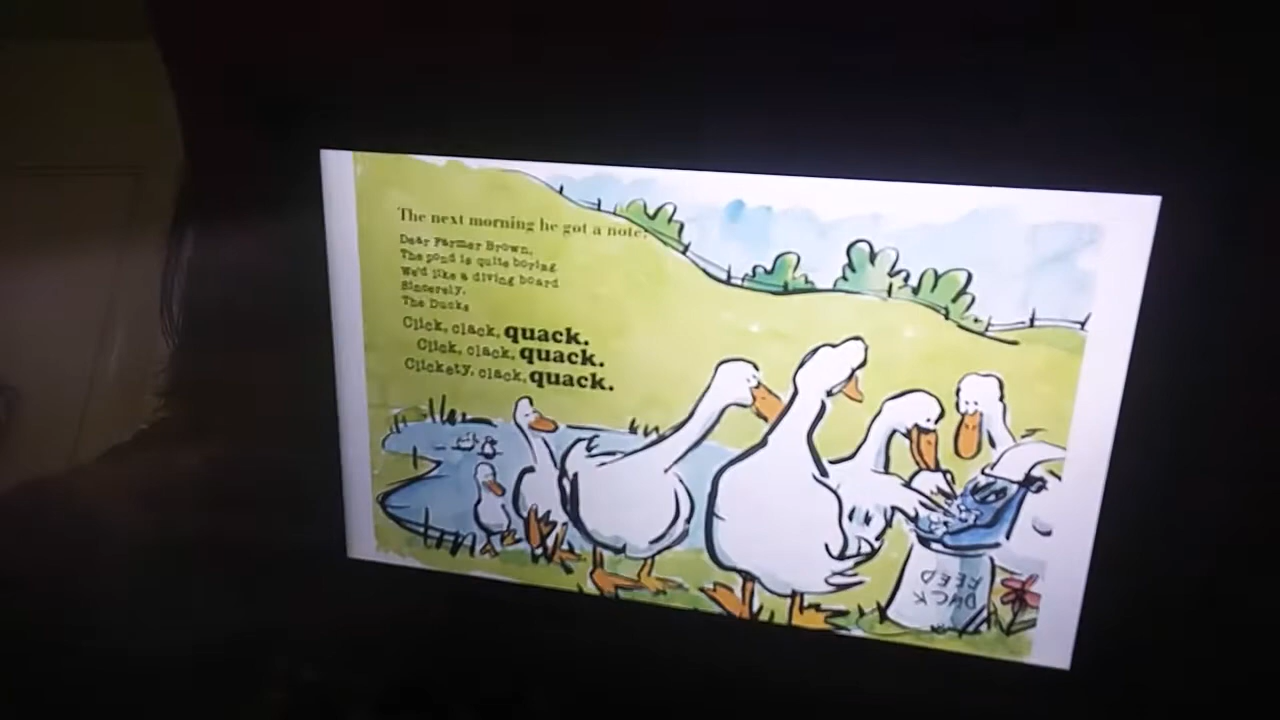 The next morning he got a note:
Dear Farmer Brown,
The pond is quite boring.
We'd like a diving board
Sincerely,
The Ducks
Click, clack, quack.
Click, clack, quack.
Clickety, clack, quack.
DUCK
FEED